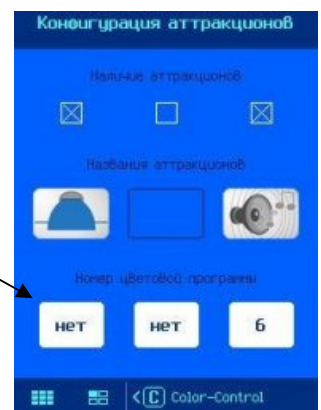 Конфигурация аттракционов
Наличие аттракционов
Названия аттракционов
Номер цветовой программы
нет нет 6
<C Color-Control